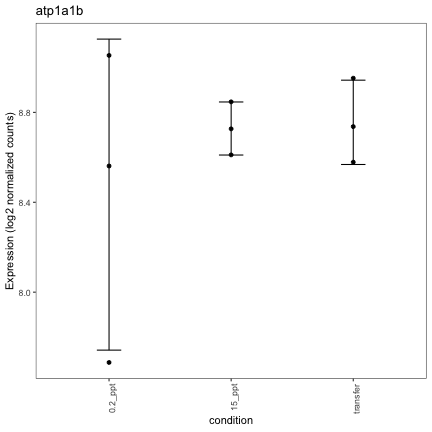 atp1a1b
Expression (log2 normalized counts)
8.8
8.4
8.0
0.2_ppt
15_ppt
transfer
condition